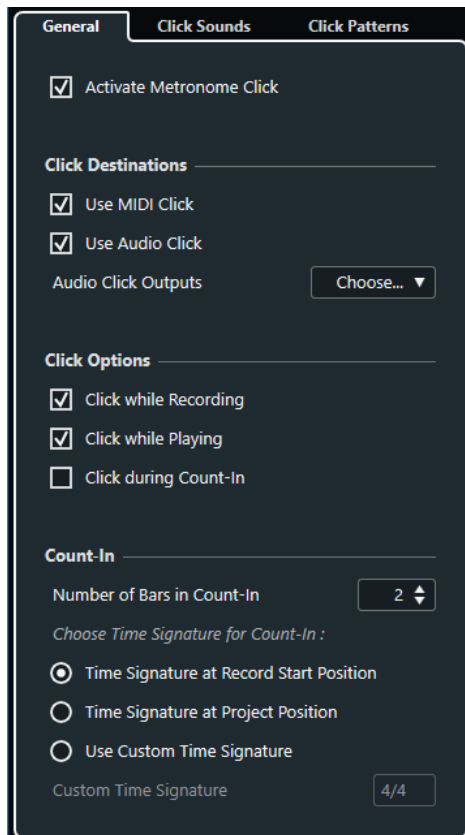 General Click Sounds Click Patterns
Activate Metronome Click
Click Destinations
Use MIDI Click
Use Audio Click
Audio Click Outputs Choose...
Click Options
Click while Recording
Click while Playing
Click during Count-In
Count-In
Number of Bars in Count-In 2
Choose Time Signature for Count-In :
Time Signature at Record Start Position
Time Signature at Project Position
Use Custom Time Signature
Custom Time Signature 4/4